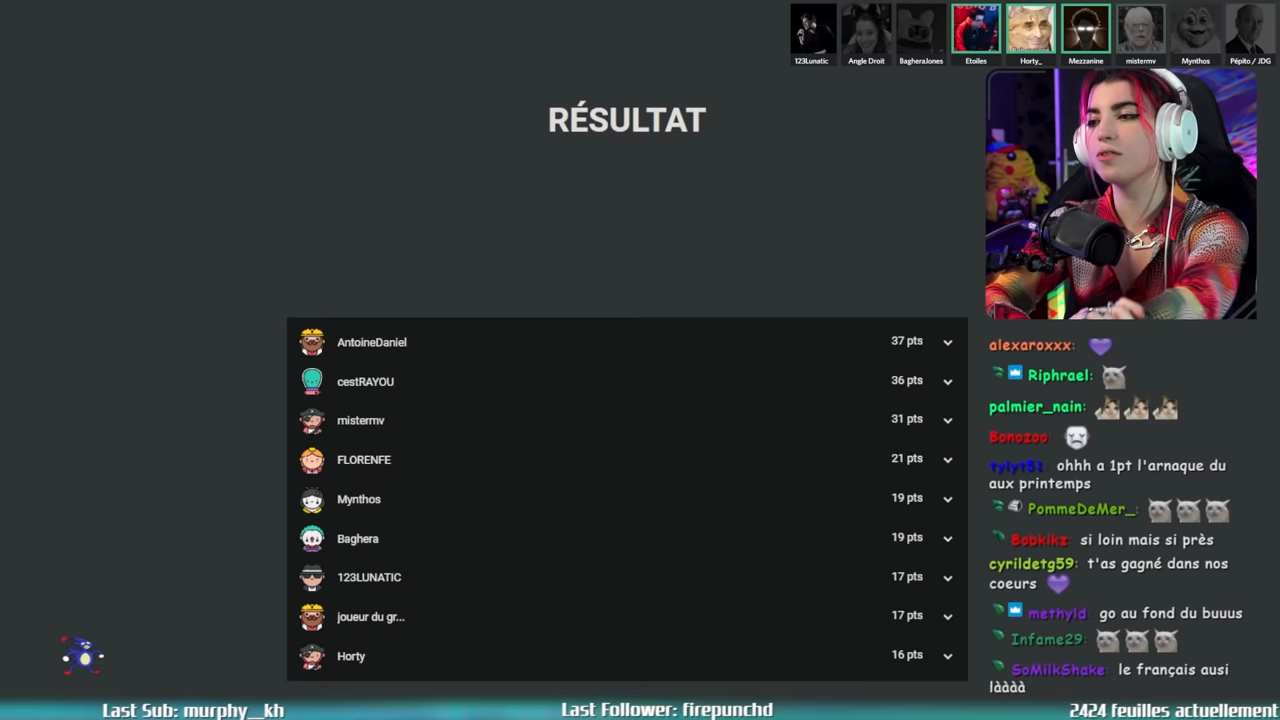 123Lunatic
Angle Droit
BagheraJones
Etoiles
Horty_
Mezzanine
mistermv
Mynthos
Pépito / JDG
RÉSULTAT
AntoineDaniel 37 pts
cestRAYOU 36 pts
mistermv 31 pts
FLORENFE 21 pts
Mynthos 19 pts
Baghera 19 pts
123LUNATIC 17 pts
joueur du gr... 17 pts
Horty 16 pts
alexaroxxx:
Riphrael:
palmier_nain:
Bonozoo:
tylyt51: ohhh a 1pt l'arnaque du
aux printemps
PommeDeMer_:
Bobkikz: si loin mais si près
cyrildetg59: t'as gagné dans nos
coeurs
methyld: go au fond du buuus
Infame29:
SoMilkShake: le français ausi
làààà
Last Sub: murphy__kh
Last Follower: firepunchd
2424 feuilles actuellement